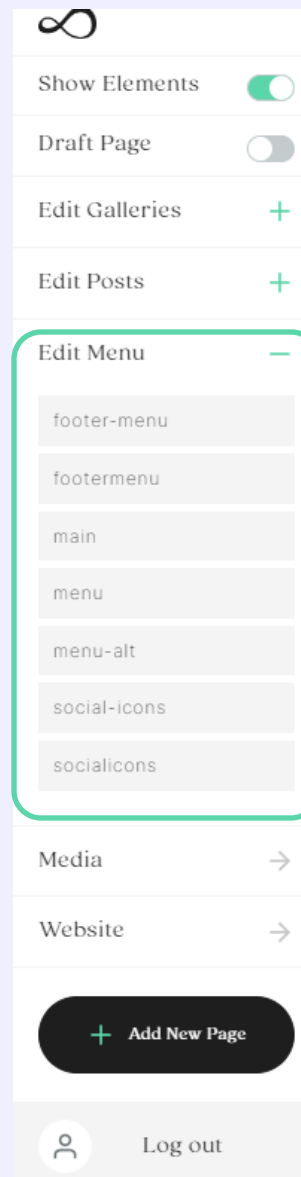 Show Elements
Draft Page
Edit Galleries
Edit Posts
Edit Menu
footer-menu
footermenu
main
menu
menu-alt
social-icons
socialicons
Media
Website
Add New Page
Log out